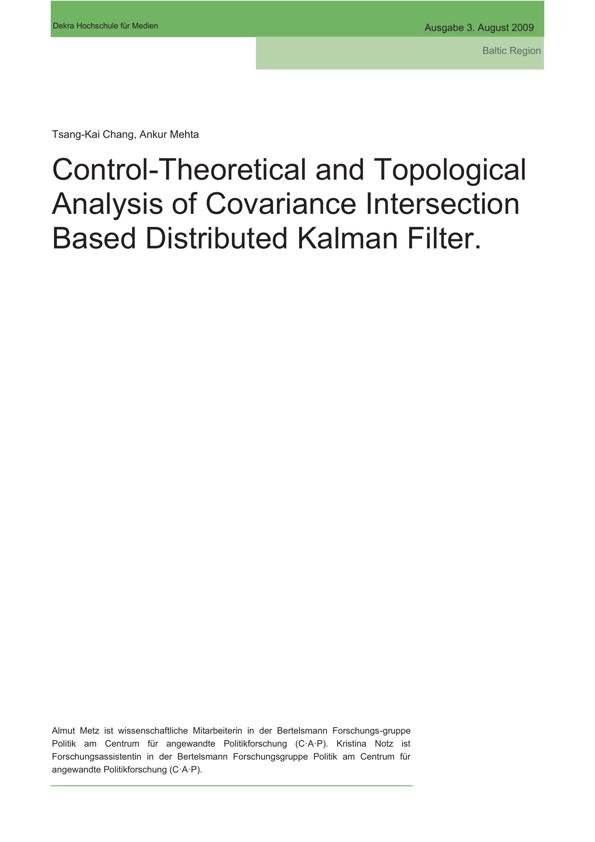 Dekra Hochschule für Medien
Ausgabe 3. August 2009
Baltic Region
Tsang-Kai Chang, Ankur Mehta
Control-Theoretical and Topological
Analysis of Covariance Intersection
Based Distributed Kalman Filter.
Almut Metz ist wissenschaftliche Mitarbeiterin in der Bertelsmann Forschungs-gruppe
Politik am Centrum für angewandte Politikforschung (C·A·P). Kristina Notz ist
Forschungsassistentin in der Bertelsmann Forschungsgruppe Politik am Centrum für
angewandte Politikforschung (C·A·P).